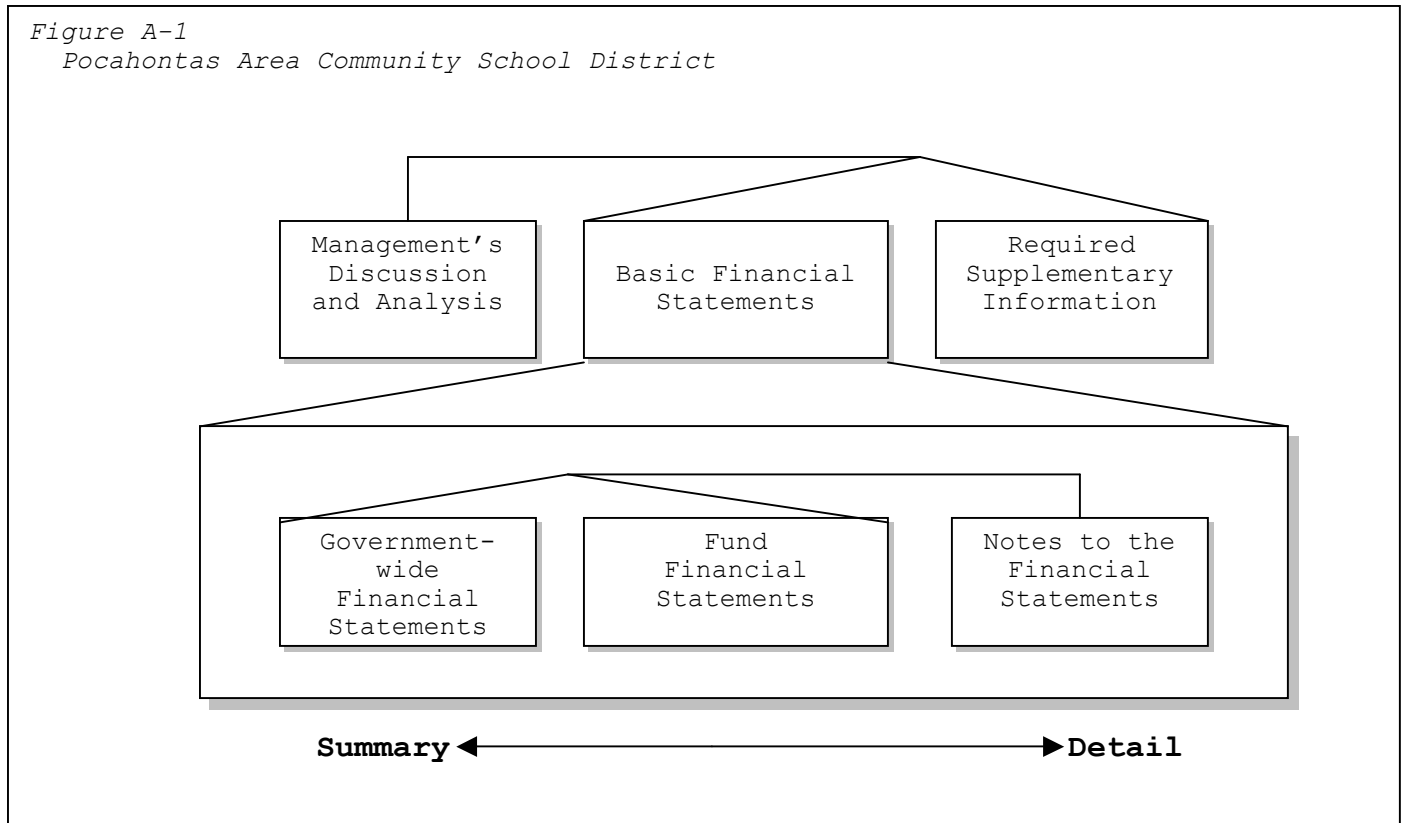 Figure A-1
Pocahontas Area Community School District
Management's
Discussion
and Analysis
Basic Financial
Statements
Required
Supplementary
Information
Government-
wide
Financial
Statements
Fund
Financial
Statements
Notes to the
Financial
Statements
Summary
Detail